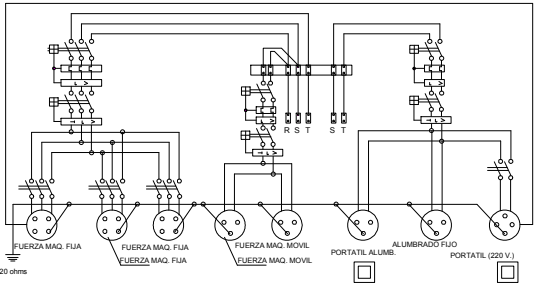 R S T S T
FUERZA MAQ. FIJA
FUERZA MAQ. FIJA
FUERZA MAQ. FIJA
FUERZA MAQ. MOVIL
FUERZA MAQ. MOVIL
PORTATIL ALUMB.
ALUMBRADO FIJO
PORTATIL (220 V.)
20 ohms